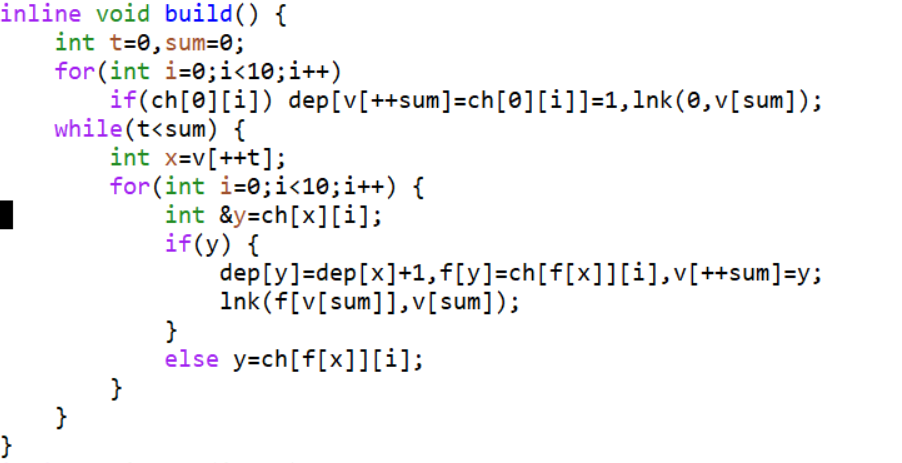 inline void build() {
    int t=0,sum=0;
    for(int i=0;i<10;i++)
        if(ch[0][i]) dep[v[++sum]=ch[0][i]]=1,lnk(0,v[sum]);
    while(t<sum) {
        int x=v[++t];
        for(int i=0;i<10;i++) {
            int &y=ch[x][i];
            if(y) {
                dep[y]=dep[x]+1,f[y]=ch[f[x]][i],v[++sum]=y;
                lnk(f[v[sum]],v[sum]);
            }
            else y=ch[f[x]][i];
        }
    }
}